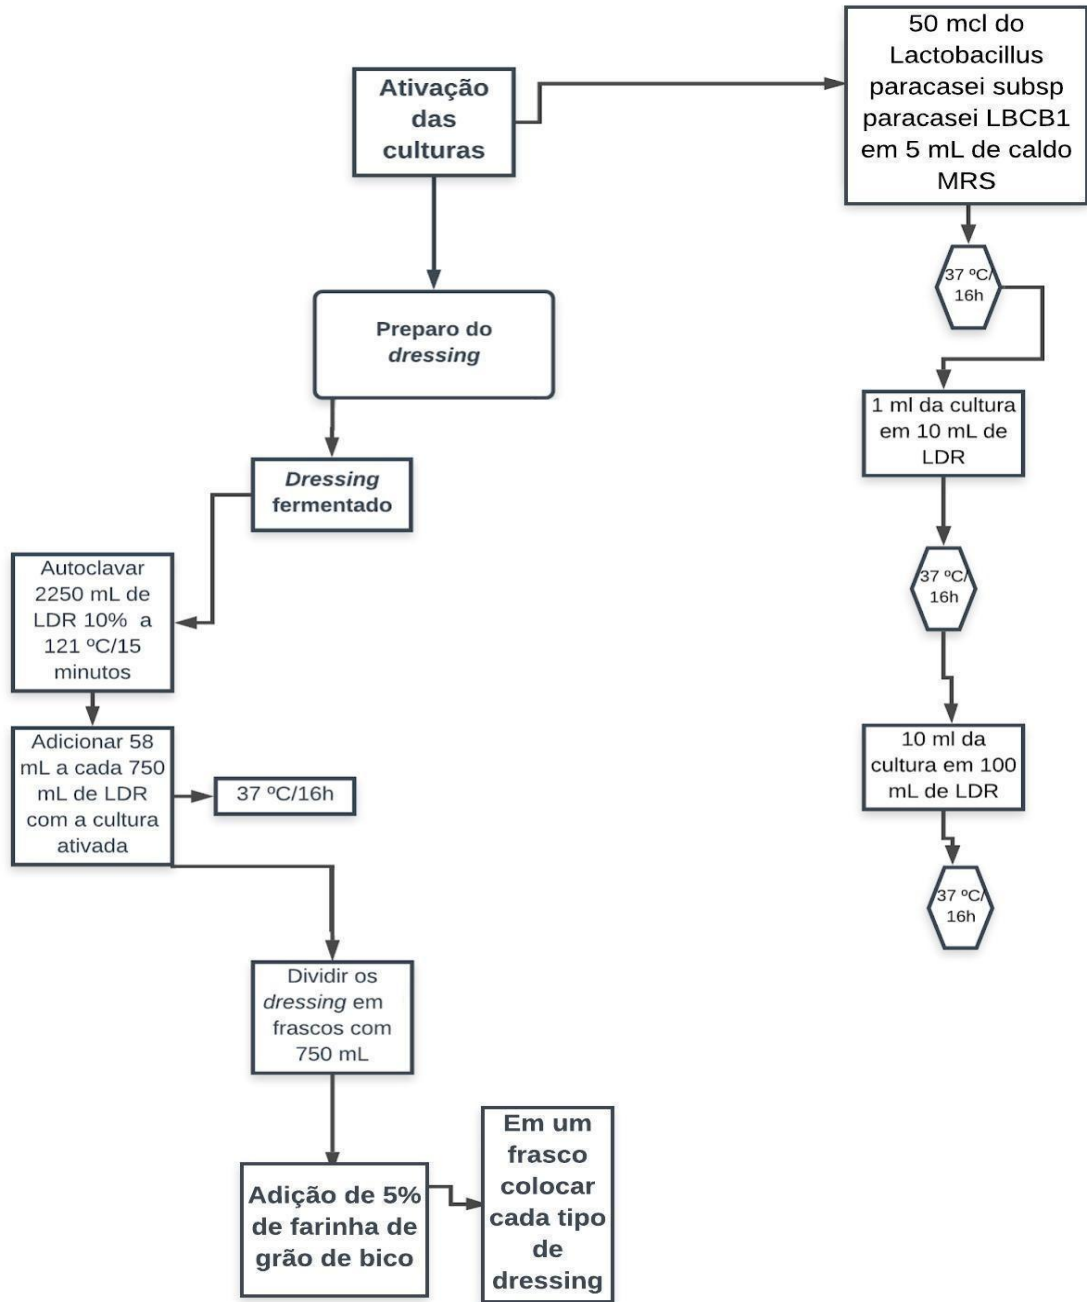 Ativação
das
culturas
50 mcl do
Lactobacillus
paracasei subsp
paracasei LBCB1
em 5 mL de caldo
MRS
37 ºC/
16h
1 ml da cultura
em 10 mL de
LDR
37 ºC/
16h
10 ml da
cultura em 100
mL de LDR
37 ºC/
16h
Preparo do
dressing
Dressing
fermentado
Autoclavar
2250 mL de
LDR 10% a
121 ºC/15
minutos
Adicionar 58
mL a cada 750
mL de LDR
com a cultura
ativada
37 ºC/16h
Dividir os
dressing em
frascos com
750 mL
Adição de 5%
de farinha de
grão de bico
Em um
frasco
colocar
cada tipo
de
dressing